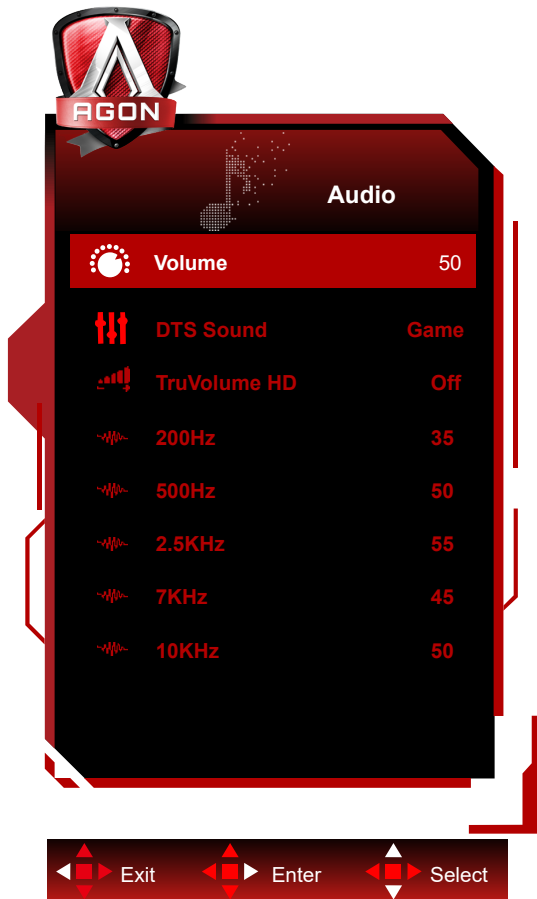 AGON
Audio
Volume 50
DTS Sound Game
TruVolume HD Off
200Hz 35
500Hz 50
2.5KHz 55
7KHz 45
10KHz 50
Exit Enter Select